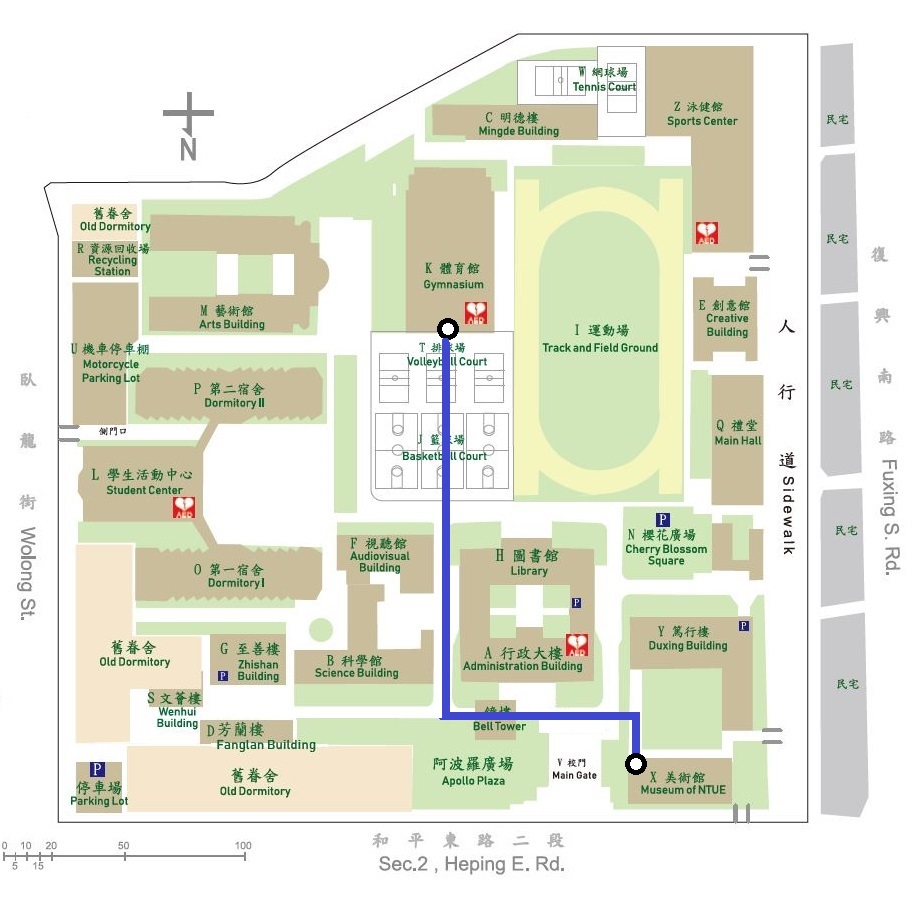 W 網球場
Tennis Court
Z 泳健館
Sports Center
C 明德樓
Mingde Building
民宅
N
舊眷舍
Old Dormitory
R 資源回收場
Recycling
Station
AED
民宅
復興南路
Fuxing S. Rd.
K 體育館
Gymnasium
AED
M 藝術館
Arts Building
E 創意館
Creative
Building
人行道 Sidewalk
U 機車停車棚
Motorcycle
Parking Lot
T 排球場
Volleyball Court
I 運動場
Track and Field Ground
P 第二宿舍
Dormitory II
民宅
臥龍街
Wolong St.
側門口
J 籃球場
Basketball Court
Q 禮堂
Main Hall
L 學生活動中心
Student Center
AED
P
N 櫻花廣場
Cherry Blossom
Square
民宅
F 視聽館
Audiovisual
Building
H 圖書館
Library
O 第一宿舍
Dormitory I
P
舊眷舍
Old Dormitory
G 至善樓
Zhishan
Building
P
B 科學館
Science Building
A 行政大樓
Administration Building
AED
Y 篤行樓
Duxing Building
P
民宅
S 文薈樓
Wenhui
Building
鐘樓
Bell Tower
D 芳蘭樓
Fanglan Building
P
停車場
Parking Lot
舊眷舍
Old Dormitory
阿波羅廣場
Apollo Plaza
V 校門
Main Gate
X 美術館
Museum of NTUE
和平東路二段
Sec.2 , Heping E. Rd.
0 10 20 50 100
5 15